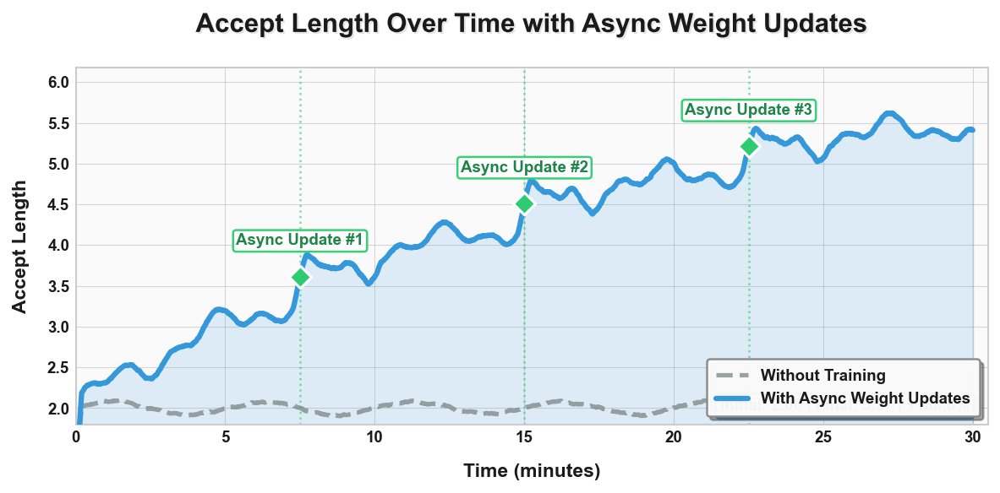 Accept Length Over Time with Async Weight Updates
Accept Length
6.0
5.5
5.0
4.5
4.0
3.5
3.0
2.5
2.0
Async Update #1
Async Update #2
Async Update #3
Without Training
With Async Weight Updates
0
5
10
15
20
25
30
Time (minutes)